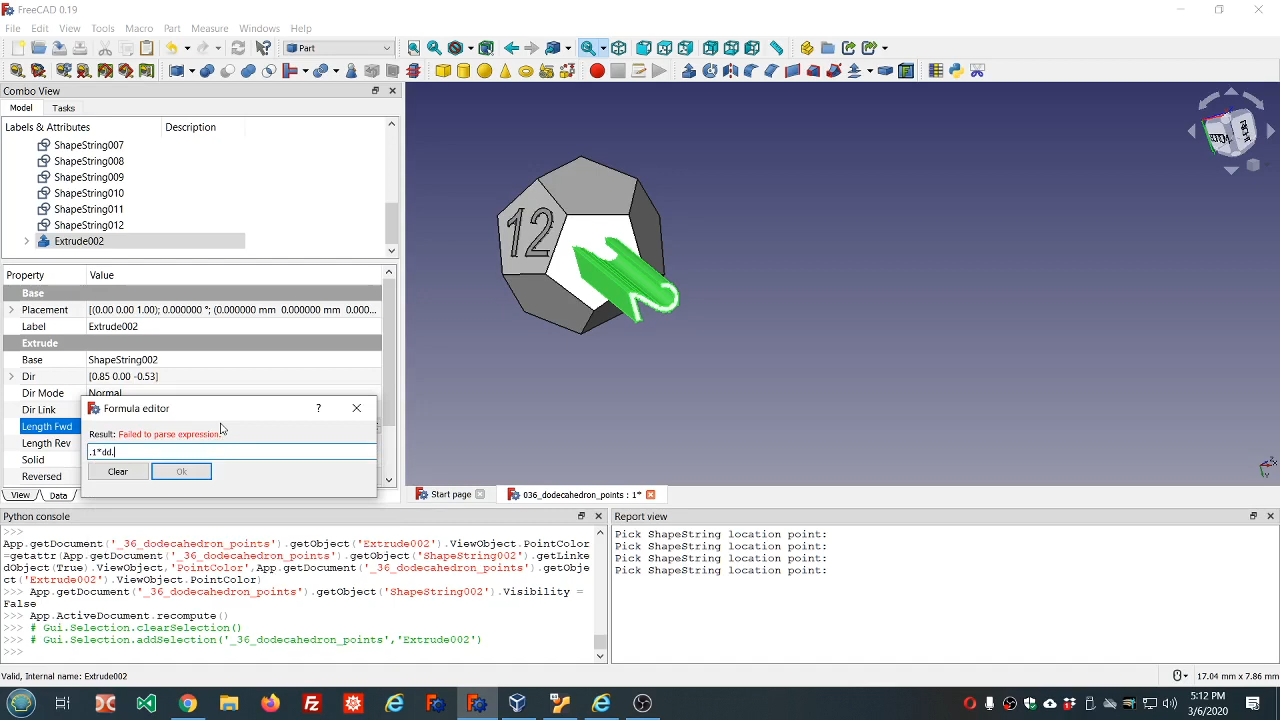 FreeCAD 0.19
File Edit View Tools Macro Part Measure Windows Help
Part
Combo View
Model Tasks
Labels & Attributes Description
ShapeString007
ShapeString008
ShapeString009
ShapeString010
ShapeString011
ShapeString012
Extrude002
Property Value
Base
Placement [(0.00 0.00 1.00); 0.000000 °; (0.000000 mm 0.000000 mm 0.000...
Label Extrude002
Extrude
Base ShapeString002
Dir [0.85 0.00 -0.53]
Dir Mode Normal
Dir Link
Length Fwd
Length Rev
Solid
Reversed
Formula editor ?
Result: Failed to parse expression.
.1*dd.
Clear Ok
View Data
12
Start page 036_dodecahedron_points : 1*
Python console
>>>
App.getDocument('_36_dodecahedron_points').getObject('Extrude002').ViewObject.PointColor
=getattr(App.getDocument('_36_dodecahedron_points').getObject('ShapeString002').getLinke
dObject(True).ViewObject,'PointColor',App.getDocument('_36_dodecahedron_points').getObje
ct('Extrude002').ViewObject.PointColor)
>>> App.getDocument('_36_dodecahedron_points').getObject('ShapeString002').Visibility =
False
>>> App.ActiveDocument.recompute()
>>> # Gui.Selection.clearSelection()
>>> # Gui.Selection.addSelection('_36_dodecahedron_points','Extrude002')
>>>
Report view
Pick ShapeString location point:
Pick ShapeString location point:
Pick ShapeString location point:
Pick ShapeString location point:
Valid, Internal name: Extrude002
17.04 mm x 7.86 mm
5:12 PM
3/6/2020